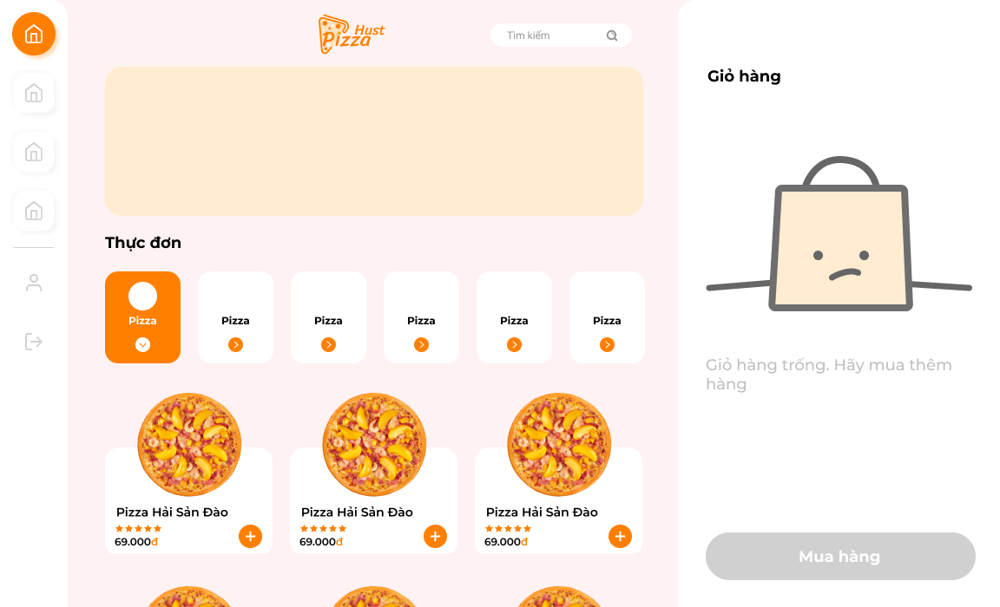 Hust
Pizza
Tìm kiếm
Giỏ hàng
Thực đơn
Pizza
Pizza
Pizza
Pizza
Pizza
Pizza
Giỏ hàng trống. Hãy mua thêm
hàng
Pizza Hải Sản Đào
69.000đ
Pizza Hải Sản Đào
69.000đ
Pizza Hải Sản Đào
69.000đ
Mua hàng